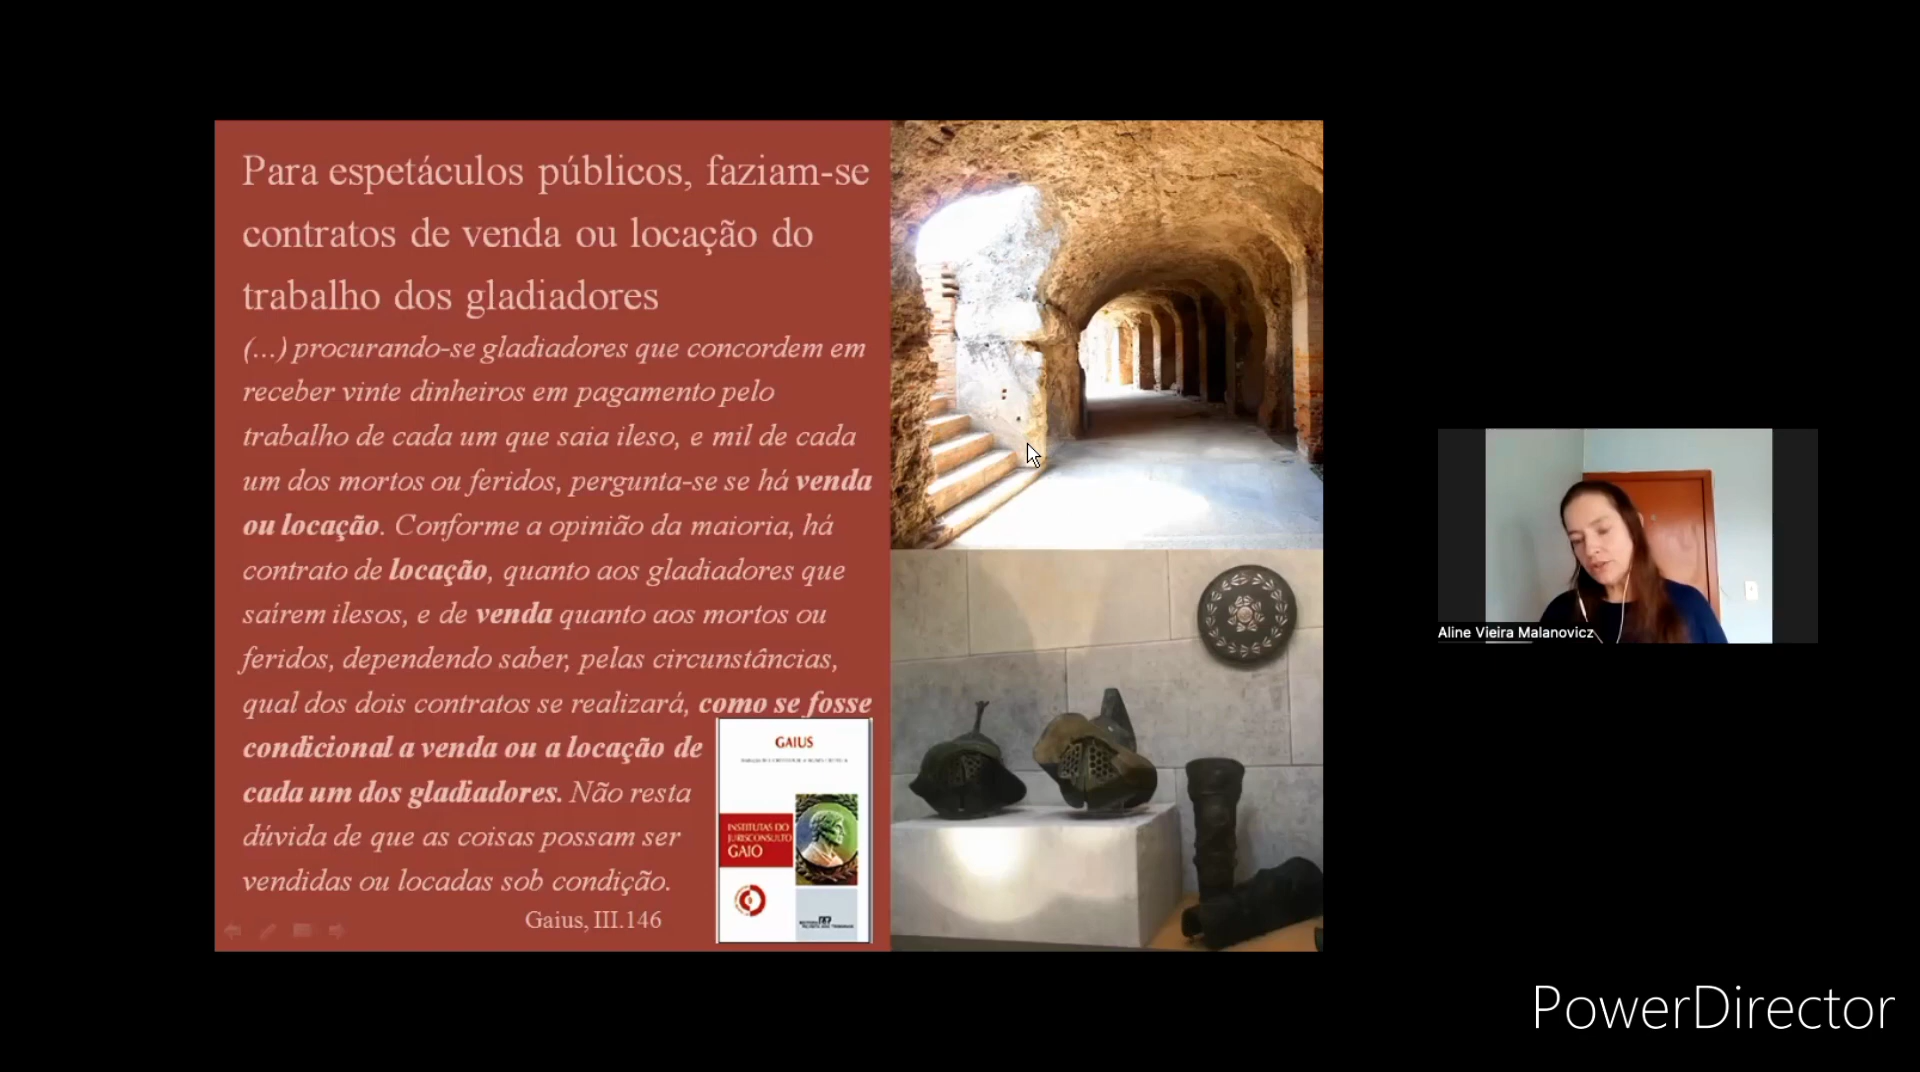 Para espetáculos públicos, faziam-se
contratos de venda ou locação do
trabalho dos gladiadores
(...) procurando-se gladiadores que concordem em
receber vinte dinheiros em pagamento pelo
trabalho de cada um que saia ileso, e mil de cada
um dos mortos ou feridos, pergunta-se se há venda
ou locação. Conforme a opinião da maioria, há
contrato de locação, quanto aos gladiadores que
saírem ilesos, e de venda quanto aos mortos ou
feridos, dependendo saber, pelas circunstâncias,
qual dos dois contratos se realizará, como se fosse
condicional a venda ou a locação de
cada um dos gladiadores. Não resta
dúvida de que as coisas possam ser
vendidas ou locadas sob condição.
Gaius, III.146
GAIUS
INSTITUTAS DO
JURISCONSULTO
GAIO
Aline Vieira Malanovicz
PowerDirector